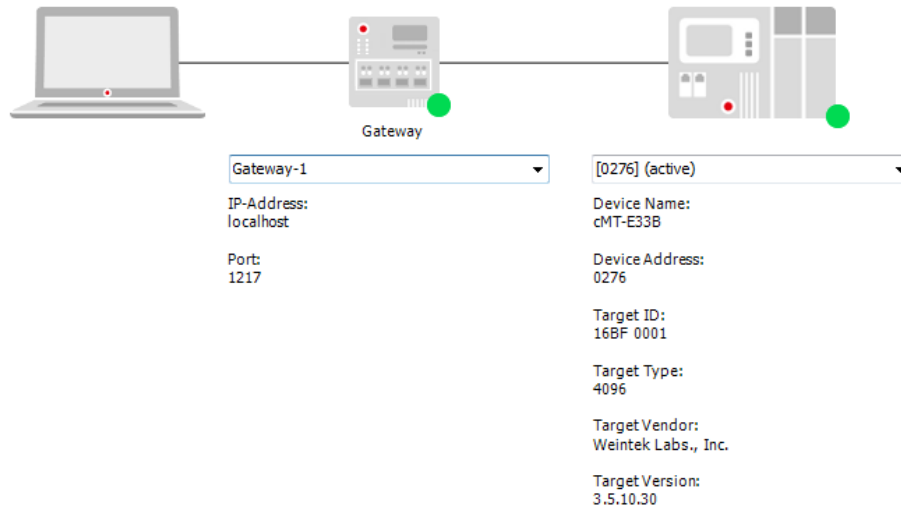 Gateway
Gateway-1
IP-Address:
localhost
Port:
1217
[0276] (active)
Device Name:
cMT-E33B
Device Address:
0276
Target ID:
16BF 0001
Target Type:
4096
Target Vendor:
Weintek Labs., Inc.
Target Version:
3.5.10.30